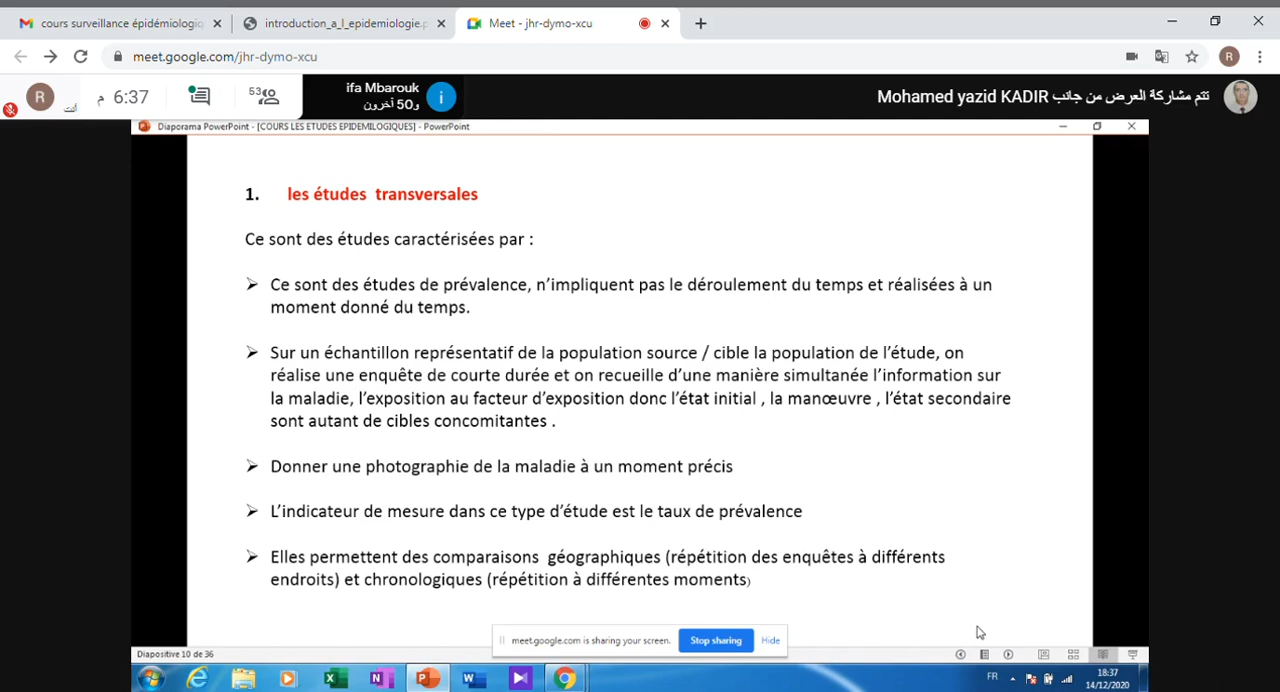 cours surveillance épidémiologiq
introduction_a_l_epidemiologie.p
Meet - jhr-dymo-xcu
meet.google.com/jhr-dymo-xcu
R
R
أنت
6:37 م
53
ifa Mbarouk
و50 آخرون
تتم مشاركة العرض من جانب Mohamed yazid KADIR
Diaporama PowerPoint - [COURS LES ETUDES EPIDEMILOGIQUES] - PowerPoint
1. les études transversales
Ce sont des études caractérisées par :
Ce sont des études de prévalence, n’impliquent pas le déroulement du temps et réalisées à un
moment donné du temps.
Sur un échantillon représentatif de la population source / cible la population de l’étude, on
réalise une enquête de courte durée et on recueille d’une manière simultanée l’information sur
la maladie, l’exposition au facteur d’exposition donc l’état initial , la manœuvre , l’état secondaire
sont autant de cibles concomitantes .
Donner une photographie de la maladie à un moment précis
L’indicateur de mesure dans ce type d’étude est le taux de prévalence
Elles permettent des comparaisons géographiques (répétition des enquêtes à différents
endroits) et chronologiques (répétition à différentes moments)
meet.google.com is sharing your screen. Stop sharing Hide
Diapositive 10 de 36
FR
18:37
14/12/2020